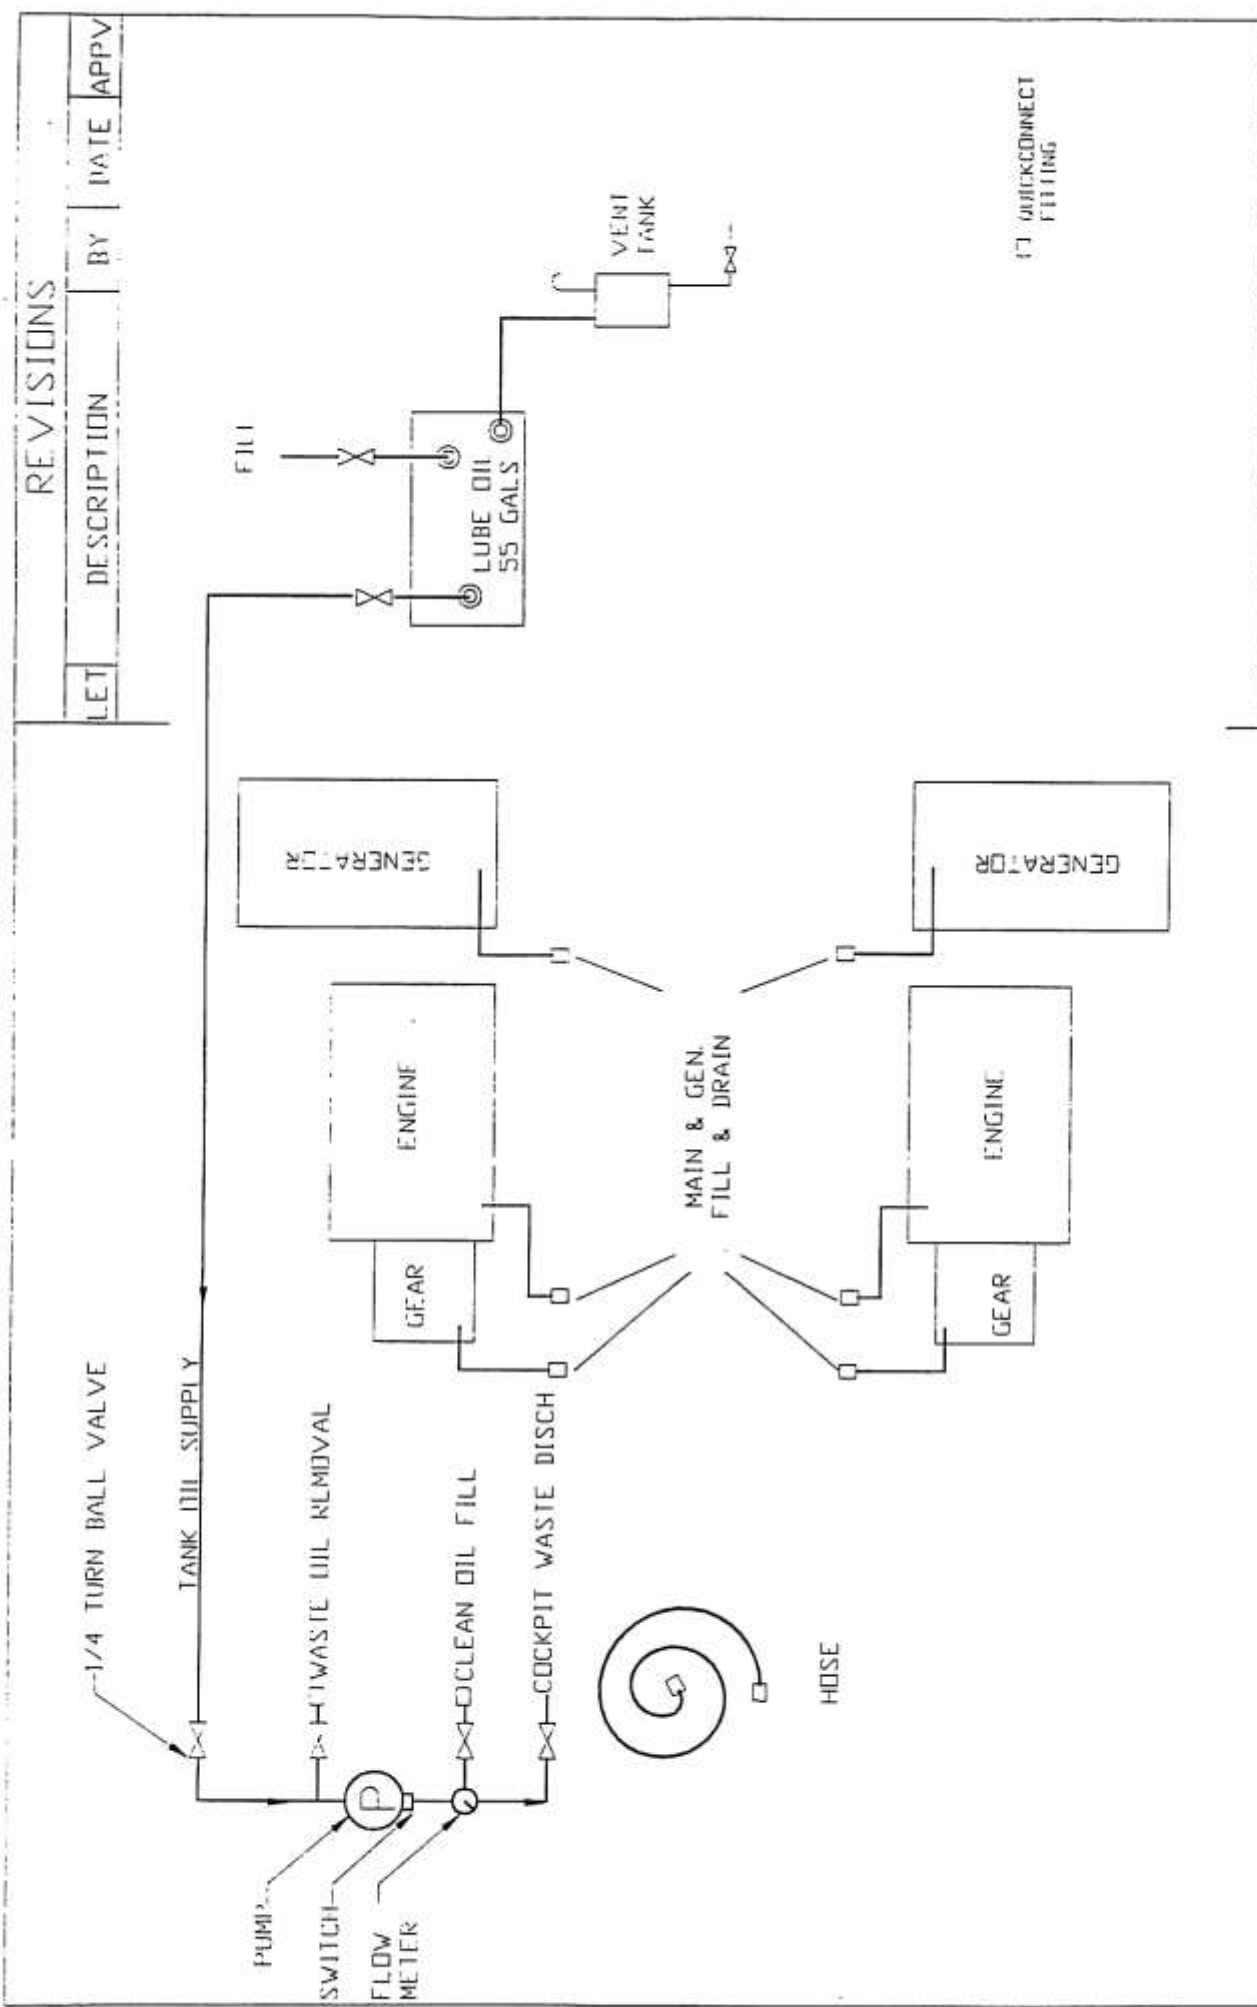 REVISIONS
LET DESCRIPTION BY DATE APPV
1/4 TURN BALL VALVE
TANK OIL SUPPLY
FILL
LUBE OIL
55 GALS
VENT
TANK
PUMP
SWITCH
FLOW
METER
WASTE OIL REMOVAL
CLEAN OIL FILL
COCKPIT WASTE DISCH
P
GEAR
ENGINE
GENERATOR
MAIN & GEN.
FILL & DRAIN
GEAR
ENGINE
GENERATOR
HOSE
QUICKCONNECT
FITTING